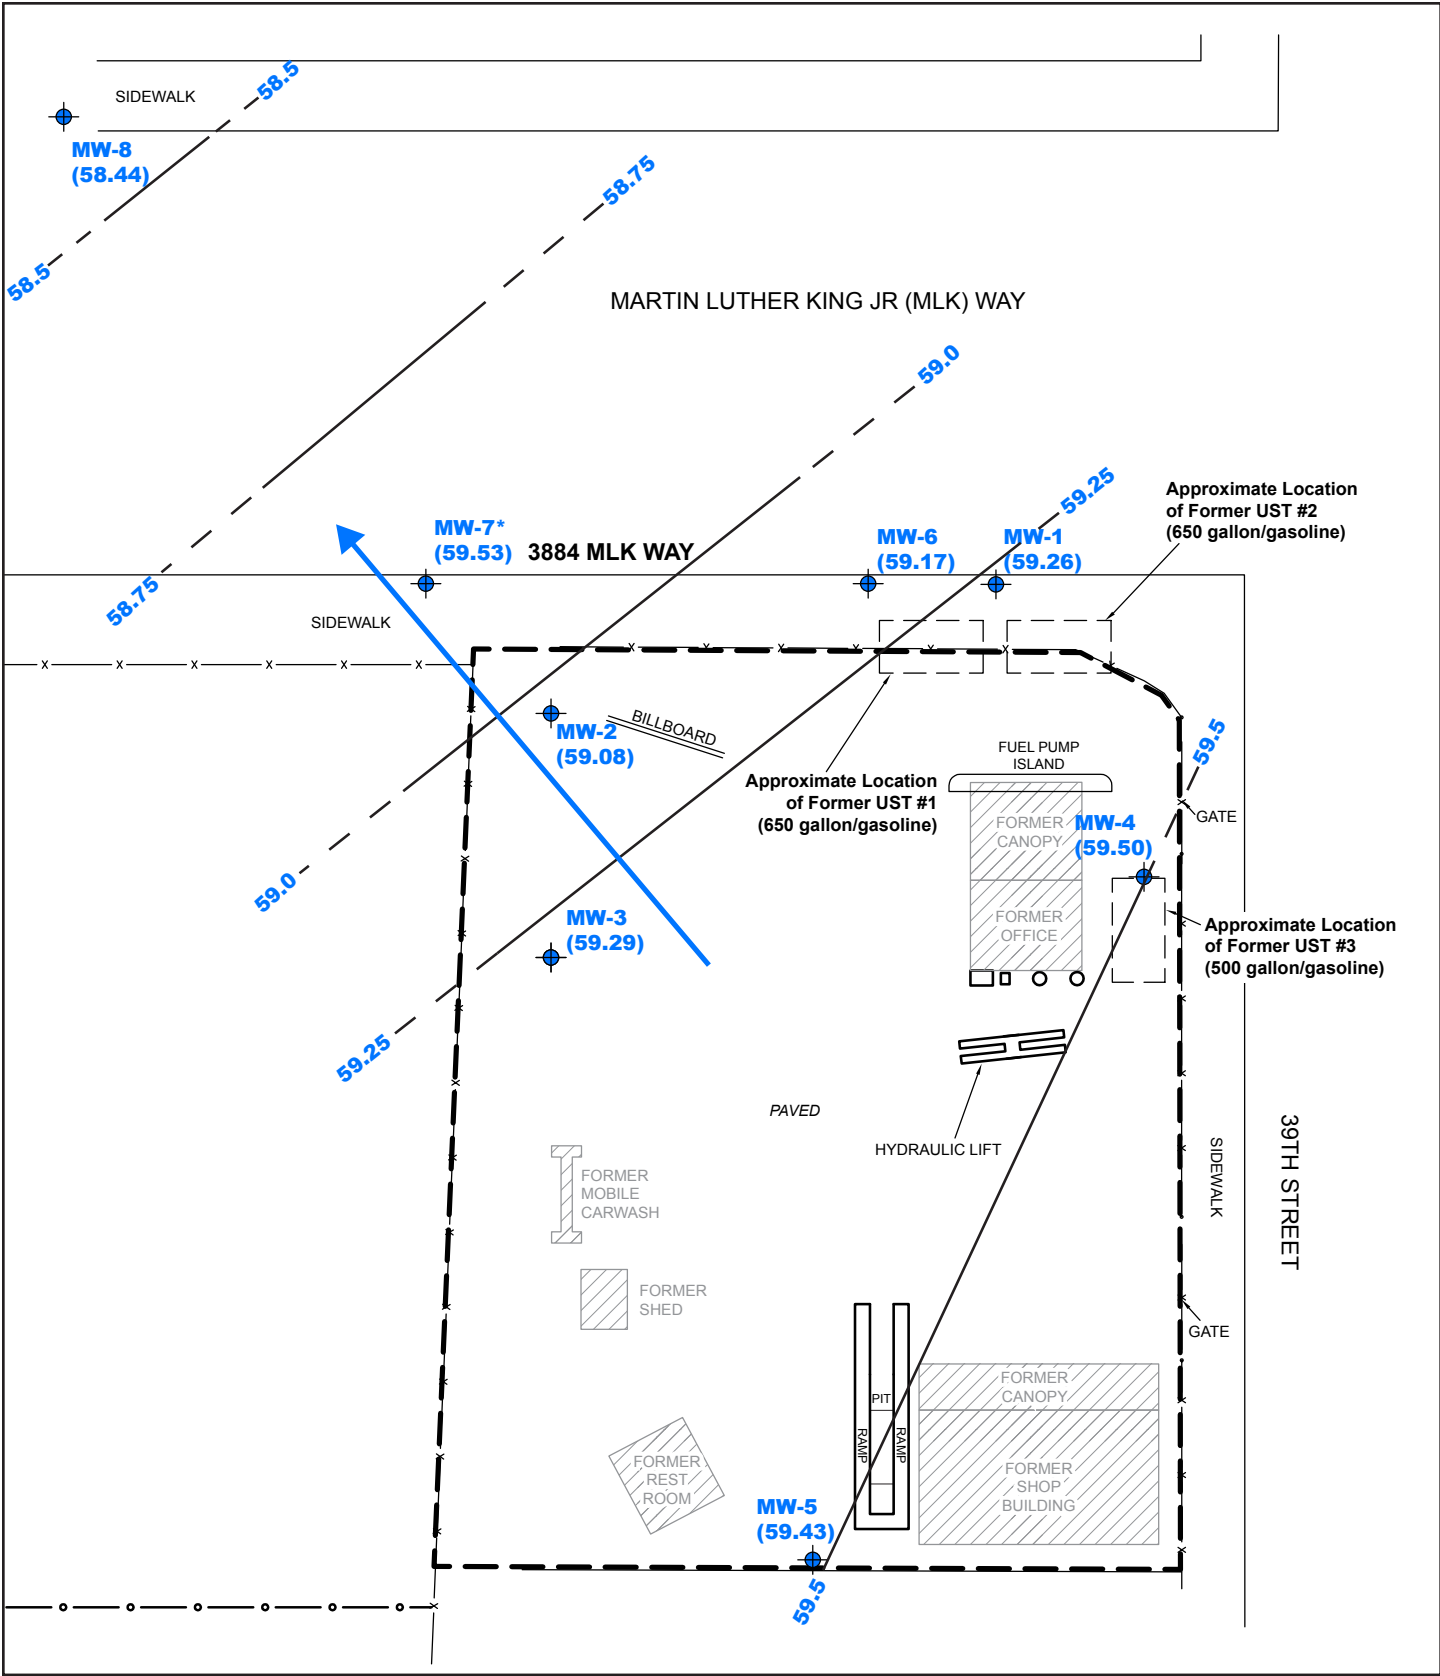 58.5
SIDEWALK
MW-8
(58.44)
58.75
58.5
MARTIN LUTHER KING JR (MLK) WAY
59.0
59.25
Approximate Location
of Former UST #2
(650 gallon/gasoline)
MW-7*
(59.53)
3884 MLK WAY
MW-6
(59.17)
MW-1
(59.26)
58.75
SIDEWALK
MW-2
(59.08)
BILLBOARD
59.5
FUEL PUMP
ISLAND
Approximate Location
of Former UST #1
(650 gallon/gasoline)
FORMER
CANOPY
MW-4
(59.50)
GATE
59.0
MW-3
(59.29)
FORMER
OFFICE
Approximate Location
of Former UST #3
(500 gallon/gasoline)
59.25
PAVED
HYDRAULIC LIFT
SIDEWALK
39TH STREET
FORMER
MOBILE
CARWASH
FORMER
SHED
GATE
PIT
RAMP
RAMP
FORMER
CANOPY
FORMER
REST
ROOM
FORMER
SHOP
BUILDING
MW-5
(59.43)
59.5